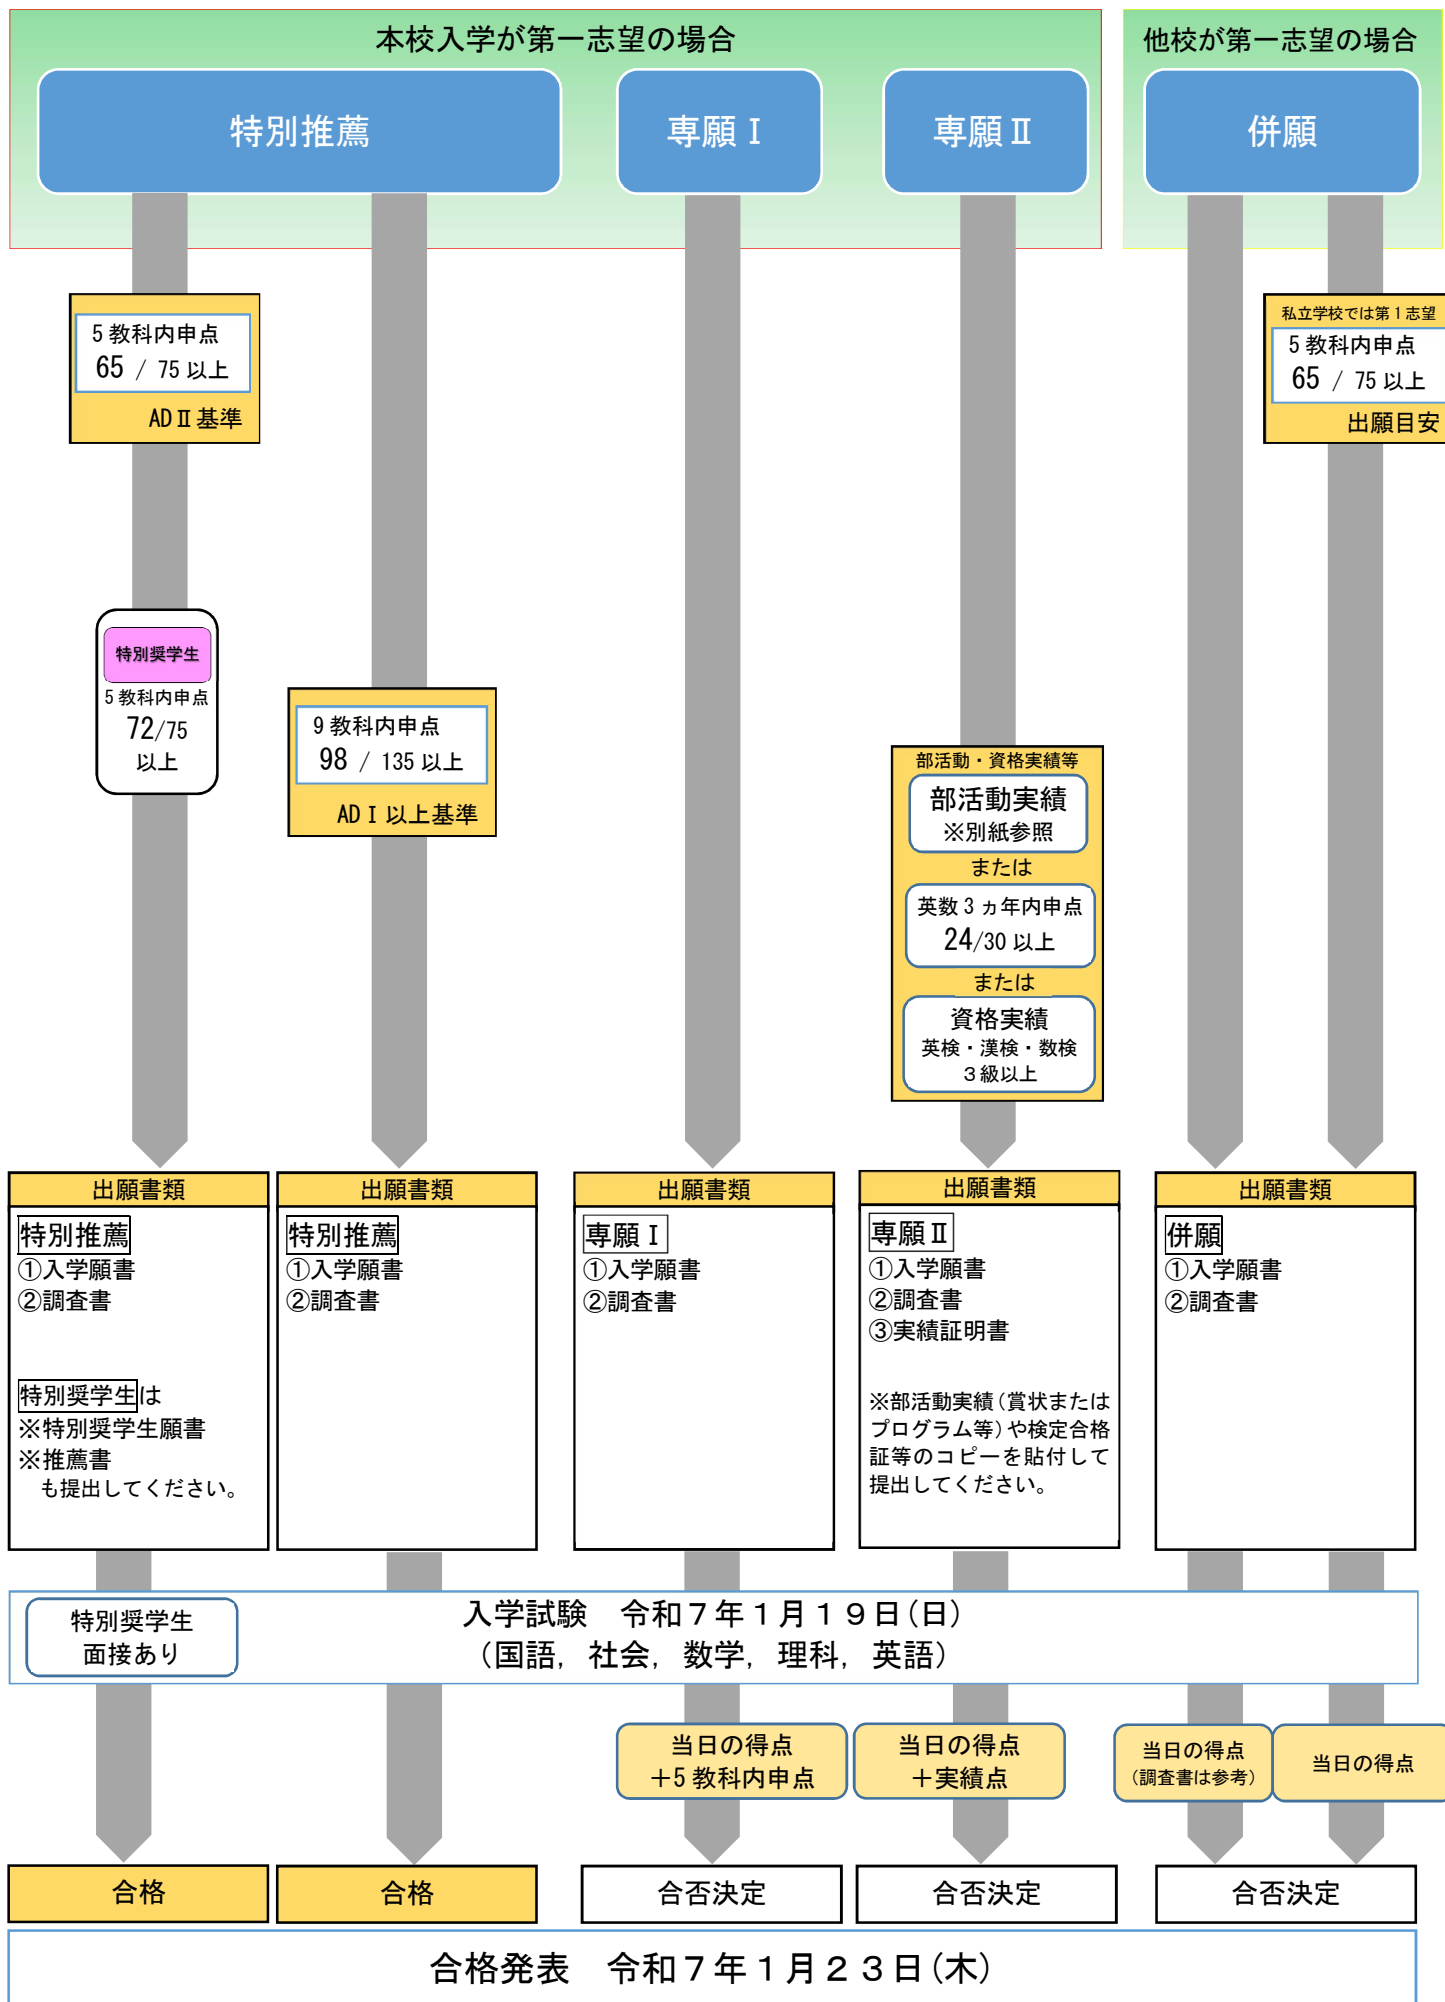 本校入学が第一志望の場合
他校が第一志望の場合
特別推薦
専願Ⅰ
専願Ⅱ
併願
5教科内申点
65 / 75以上
ADⅡ基準
私立学校では第1志望
5教科内申点
65 / 75以上
出願目安
特別奨学生
5教科内申点
72/75
以上
9教科内申点
98 / 135以上
ADⅠ以上基準
部活動・資格実績等
部活動実績
※別紙参照
または
英数3ヵ年内申点
24/30以上
または
資格実績
英検・漢検・数検
3級以上
出願書類
特別推薦
①入学願書
②調査書
特別奨学生は
※特別奨学生願書
※推薦書
も提出してください。
出願書類
特別推薦
①入学願書
②調査書
出願書類
専願Ⅰ
①入学願書
②調査書
出願書類
専願Ⅱ
①入学願書
②調査書
③実績証明書
※部活動実績(賞状または
プログラム等)や検定合格
証等のコピーを貼付して
提出してください。
出願書類
併願
①入学願書
②調査書
特別奨学生
面接あり
入学試験　令和7年1月19日(日)
(国語,社会,数学,理科,英語)
当日の得点
+5教科内申点
当日の得点
+実績点
当日の得点
(調査書は参考)
当日の得点
合格
合格
合否決定
合否決定
合否決定
合格発表　令和7年1月23日(木)